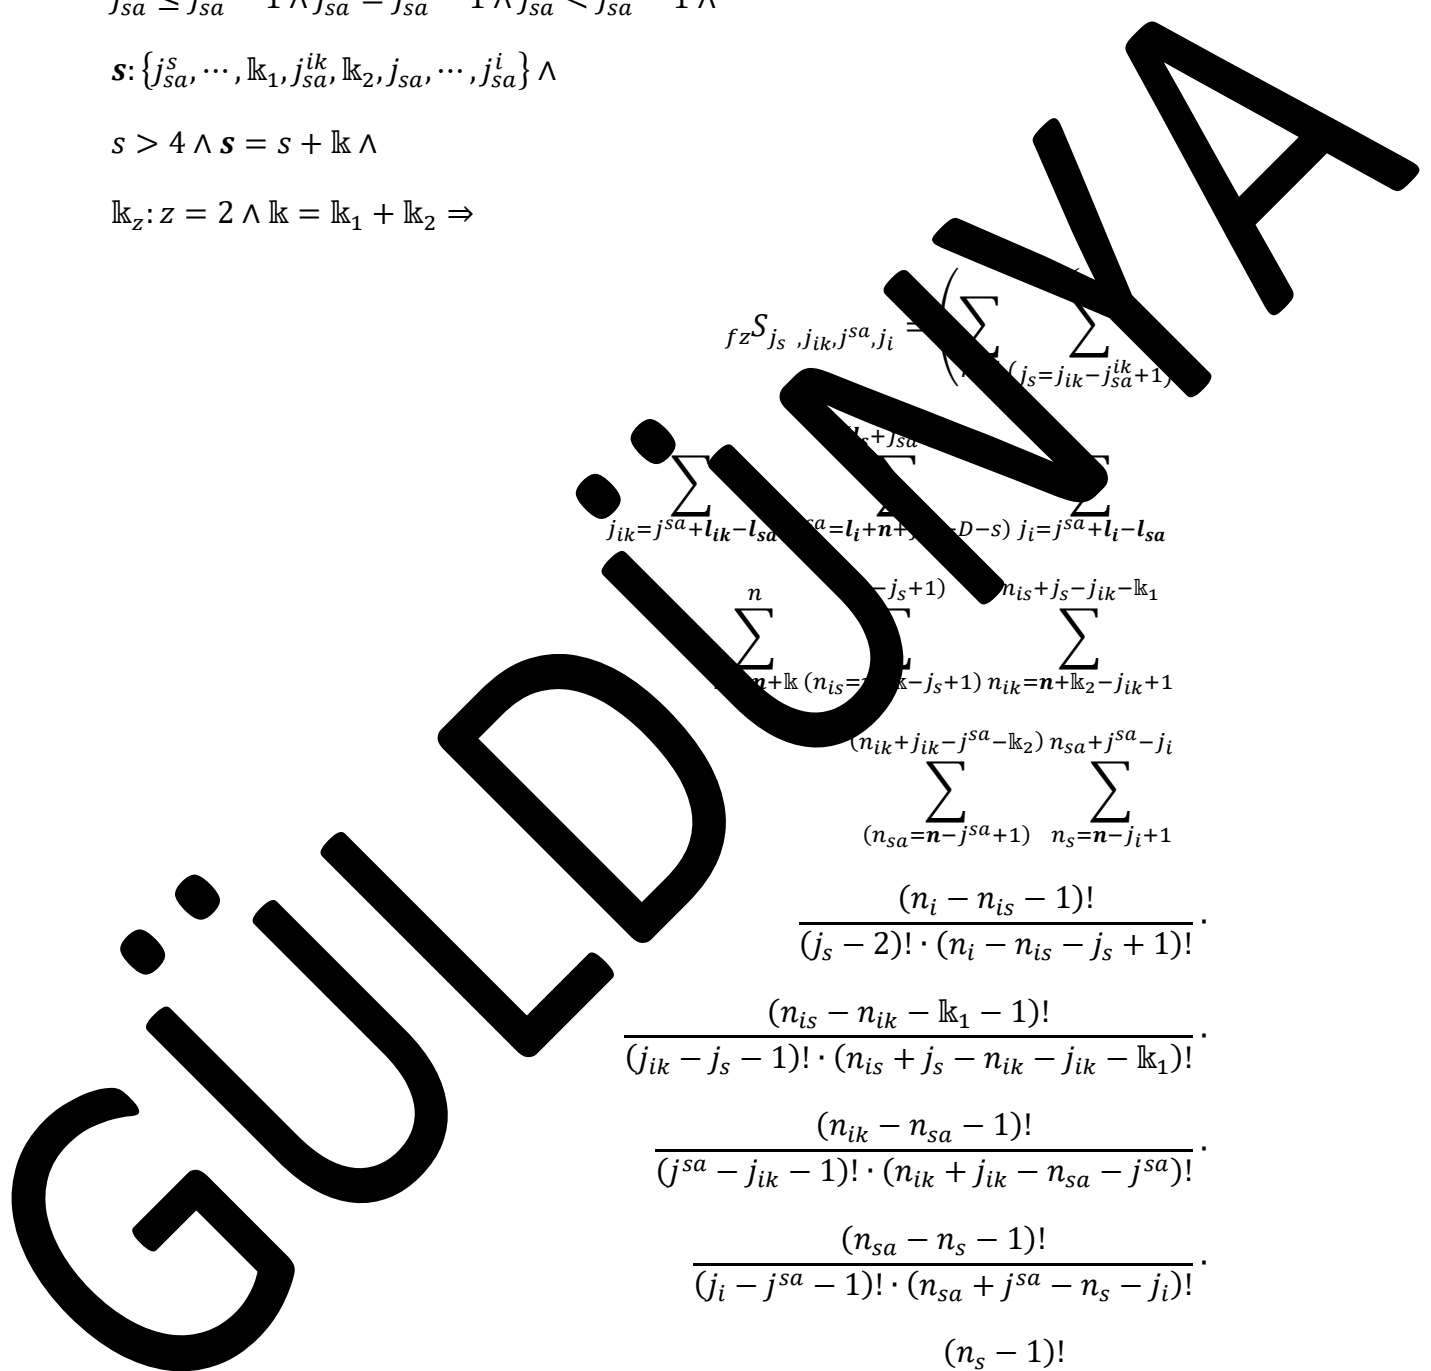 𝒔: {j_{sa}^{s}, ⋯, 𝕜_1, j_{sa}^{ik}, 𝕜_2, j_{sa}, ⋯, j_{sa}^{i}} ∧
s > 4 ∧ 𝒔 = s + 𝕜 ∧
𝕜_z: z = 2 ∧ 𝕜 = 𝕜_1 + 𝕜_2 ⇒
_{fz}S_{j_s ,j_{ik},j^{sa},j_i} = ( ∑ ∑
(j_s=j_{ik}−j_{sa}^{ik}+1)
∑ ∑ ∑
j_{ik}=j^{sa}+l_{ik}−l_{sa} −D−s) j_i=j^{sa}+l_i−l_{sa}
n −j_s+1) n_{is}+j_s−j_{ik}−𝕜_1
∑ ∑ ∑
n+𝕜 (n_{is}= −j_s+1) n_{ik}=n+𝕜_2−j_{ik}+1
(n_{ik}+j_{ik}−j^{sa}−𝕜_2) n_{sa}+j^{sa}−j_i
∑ ∑
(n_{sa}=n−j^{sa}+1) n_s=n−j_i+1
(n_i − n_{is} − 1)!
(j_s − 2)! · (n_i − n_{is} − j_s + 1)! ·
(n_{is} − n_{ik} − 𝕜_1 − 1)!
(j_{ik} − j_s − 1)! · (n_{is} + j_s − n_{ik} − j_{ik} − 𝕜_1)! ·
(n_{ik} − n_{sa} − 1)!
(j^{sa} − j_{ik} − 1)! · (n_{ik} + j_{ik} − n_{sa} − j^{sa})! ·
(n_{sa} − n_s − 1)!
(j_i − j^{sa} − 1)! · (n_{sa} + j^{sa} − n_s − j_i)! ·
(n_s − 1)!
GÜLDÜNYA